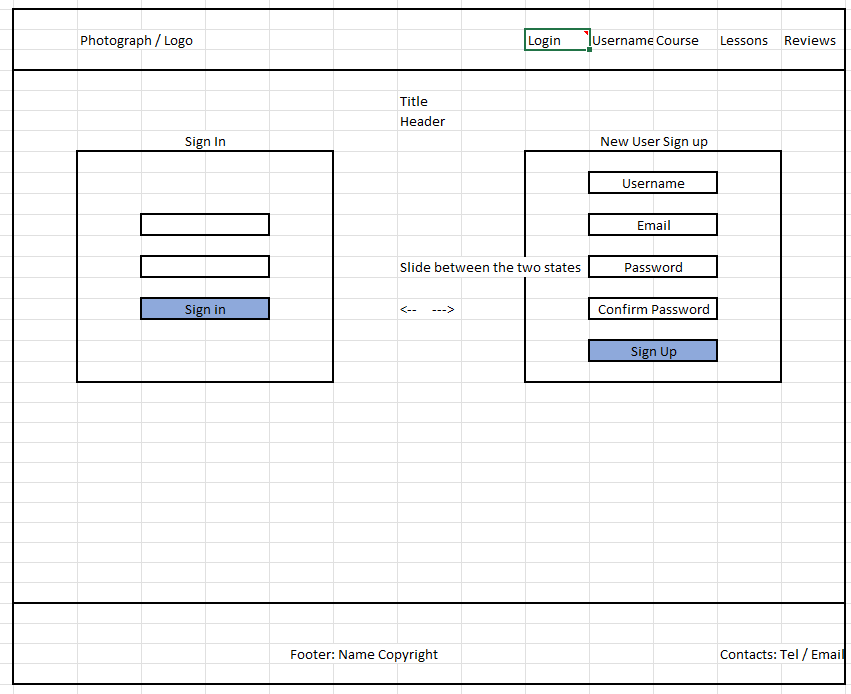 Photograph / Logo Login Username Course Lessons Reviews
Title
Header
Sign In
New User Sign up
Username
Email
Slide between the two states
Password
Sign in
<-- --->
Confirm Password
Sign Up
Footer: Name Copyright
Contacts: Tel / Email